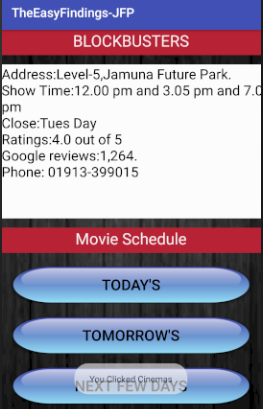 TheEasyFindings-JFP
BLOCKBUSTERS
Address:Level-5,Jamuna Future Park.
Show Time:12.00 pm and 3.05 pm and 7.0
pm
Close:Tues Day
Ratings:4.0 out of 5
Google reviews:1,264.
Phone: 01913-399015
Movie Schedule
TODAY'S
TOMORROW'S
You Clicked Cinemas
NEXT FEW DAYS